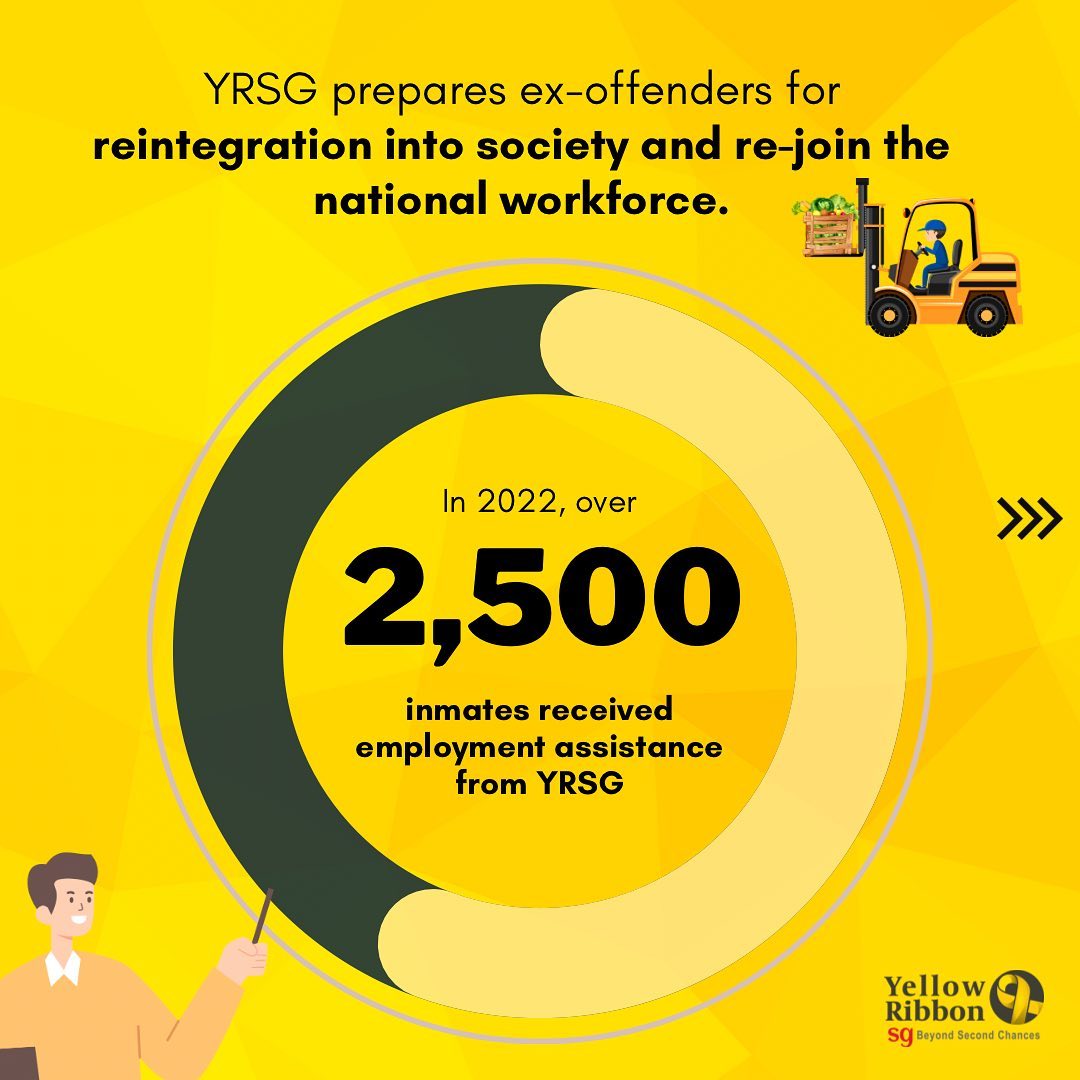 YRSG prepares ex-offenders for
reintegration into society and re-join the
national workforce.
In 2022, over
2,500
inmates received
employment assistance
from YRSG
Yellow
Ribbon
sg Beyond Second Chances